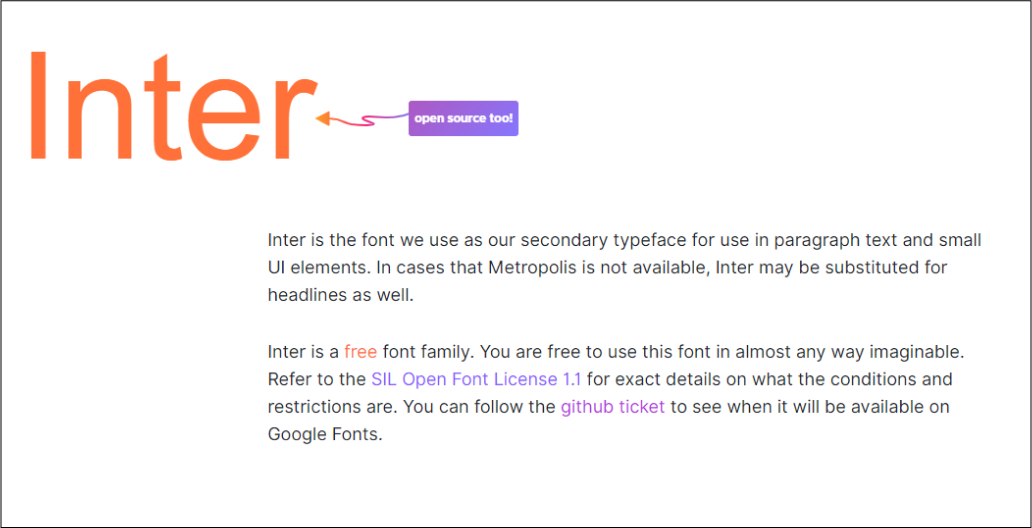 Inter
open source too!
Inter is the font we use as our secondary typeface for use in paragraph text and small
UI elements. In cases that Metropolis is not available, Inter may be substituted for
headlines as well.
Inter is a free font family. You are free to use this font in almost any way imaginable.
Refer to the SIL Open Font License 1.1 for exact details on what the conditions and
restrictions are. You can follow the github ticket to see when it will be available on
Google Fonts.